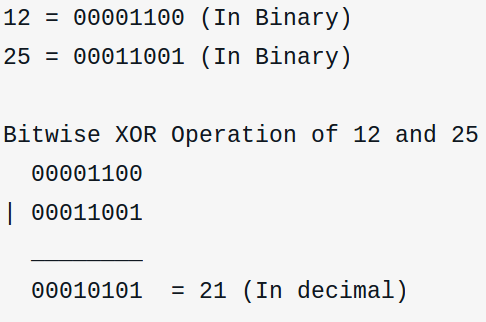 12 = 00001100 (In Binary)
25 = 00011001 (In Binary)
Bitwise XOR Operation of 12 and 25
00001100
| 00011001
________
00010101 = 21 (In decimal)